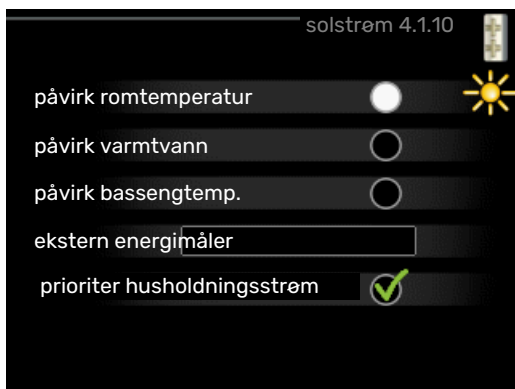 solstrøm 4.1.10
påvirk romtemperatur
påvirk varmtvann
påvirk bassengtemp.
ekstern energimåler
prioriter husholdningsstrøm